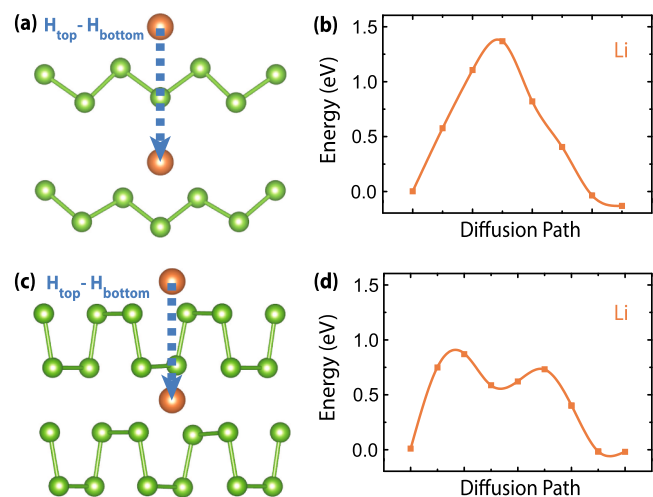 (a)
H_top- H_bottom
(b)
Energy (eV)
1.5
1.0
0.5
0.0
Li
Diffusion Path
(c)
H_top- H_bottom
(d)
Energy (eV)
1.5
1.0
0.5
0.0
Li
Diffusion Path